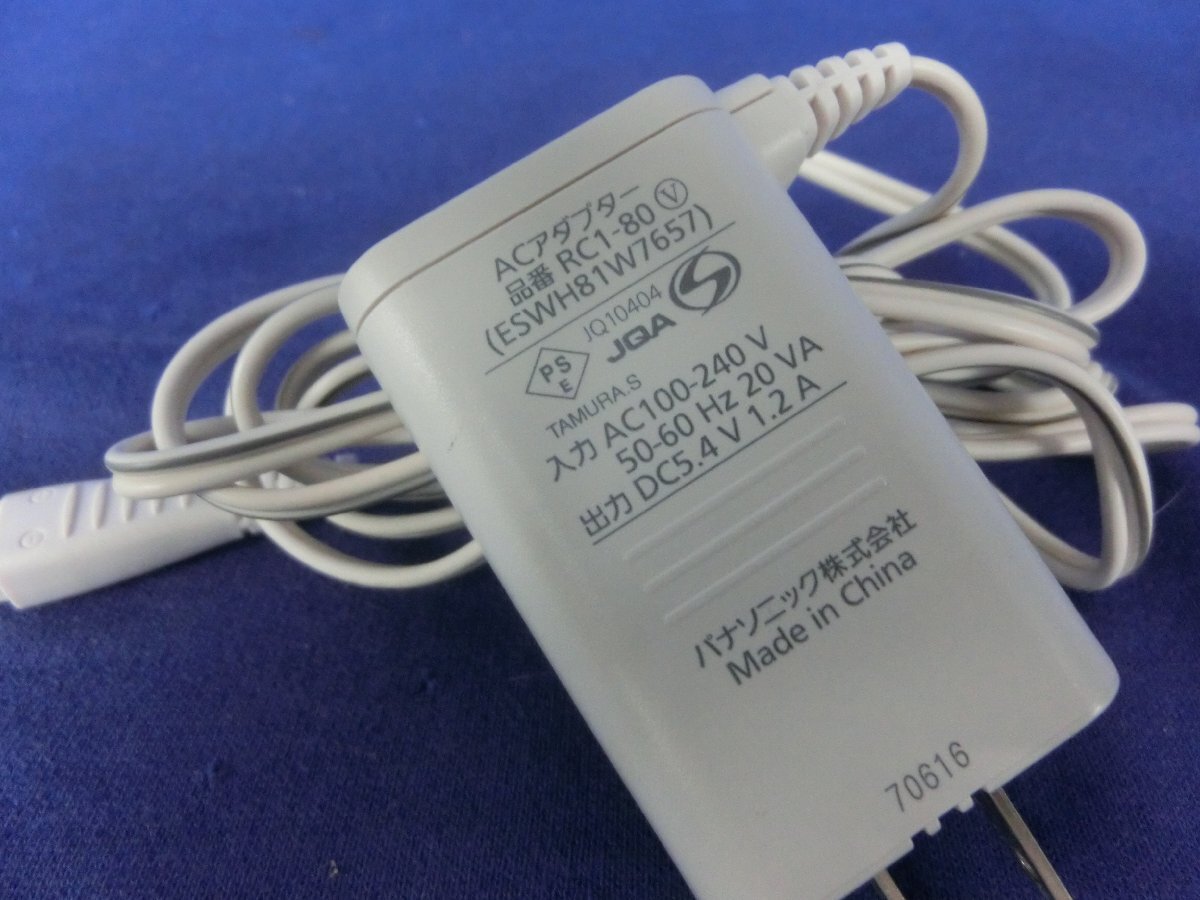 ACアダプター
品番 RC1-80 Ⓥ
(ESWH81W7657)
JQ10404
PSE
JQA
TAMURA.S
入力 AC100-240 V
50-60 Hz 20 VA
出力 DC5.4 V 1.2 A
パナソニック株式会社
Made in China
70616